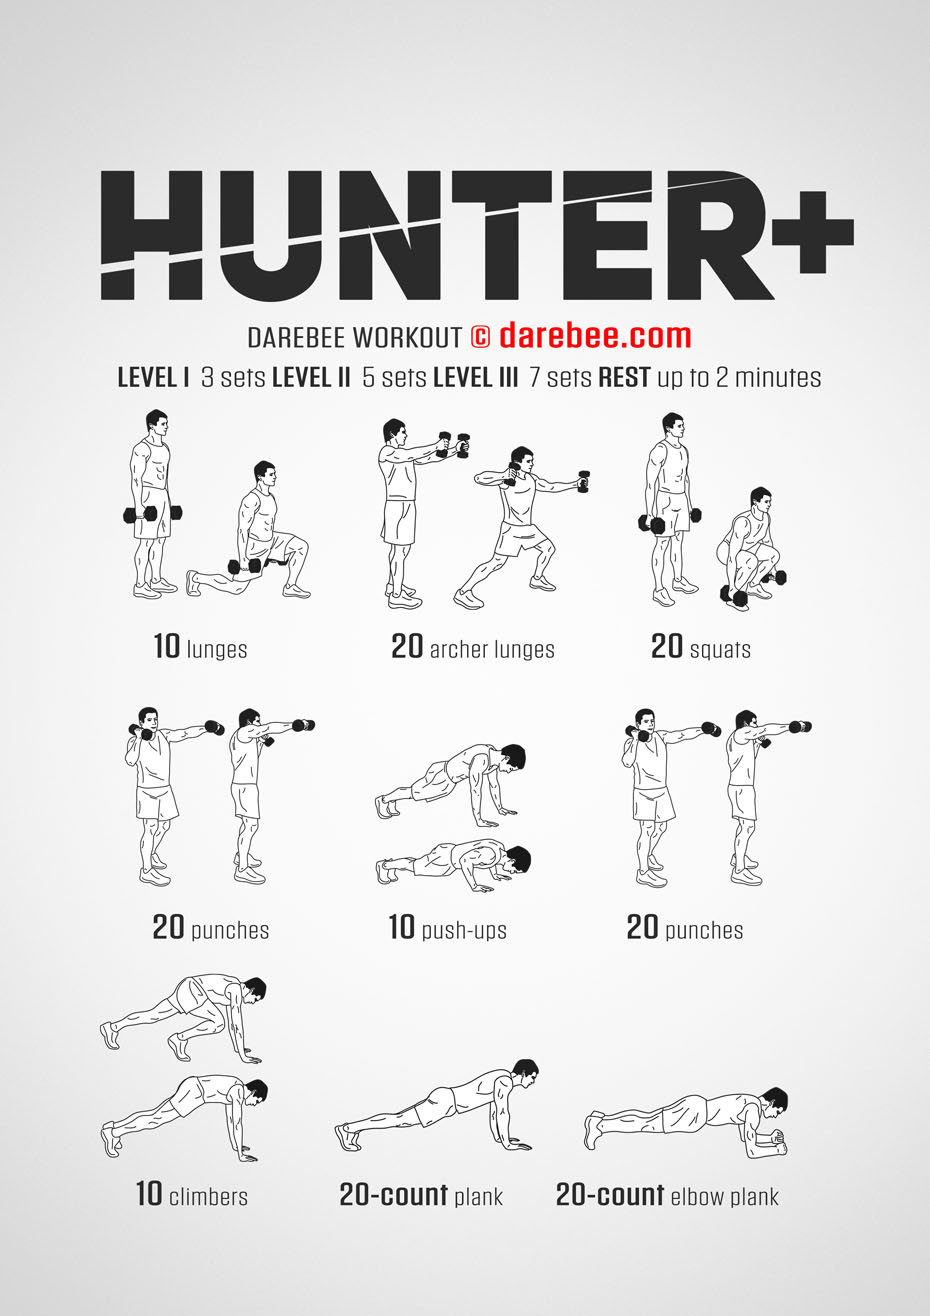 HUNTER+
DAREBEE WORKOUT © darebee.com
LEVEL I 3 sets LEVEL II 5 sets LEVEL III 7 sets REST up to 2 minutes
10 lunges
20 archer lunges
20 squats
20 punches
10 push-ups
20 punches
10 climbers
20-count plank
20-count elbow plank